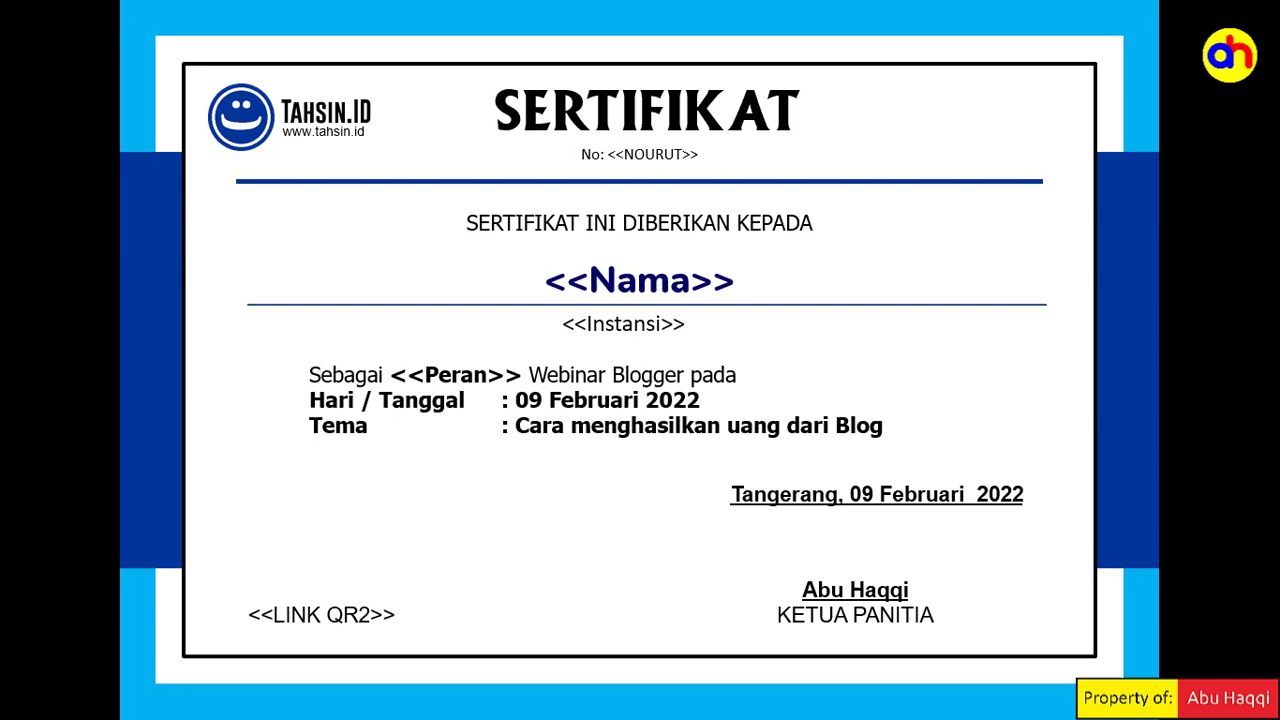 ah
TAHSIN.ID
www.tahsin.id
SERTIFIKAT
No: <<NOURUT>>
SERTIFIKAT INI DIBERIKAN KEPADA
<<Nama>>
<<Instansi>>
Sebagai <<Peran>> Webinar Blogger pada
Hari / Tanggal : 09 Februari 2022
Tema : Cara menghasilkan uang dari Blog
Tangerang, 09 Februari 2022
Abu Haqqi
KETUA PANITIA
<<LINK QR2>>
Property of: Abu Haqqi